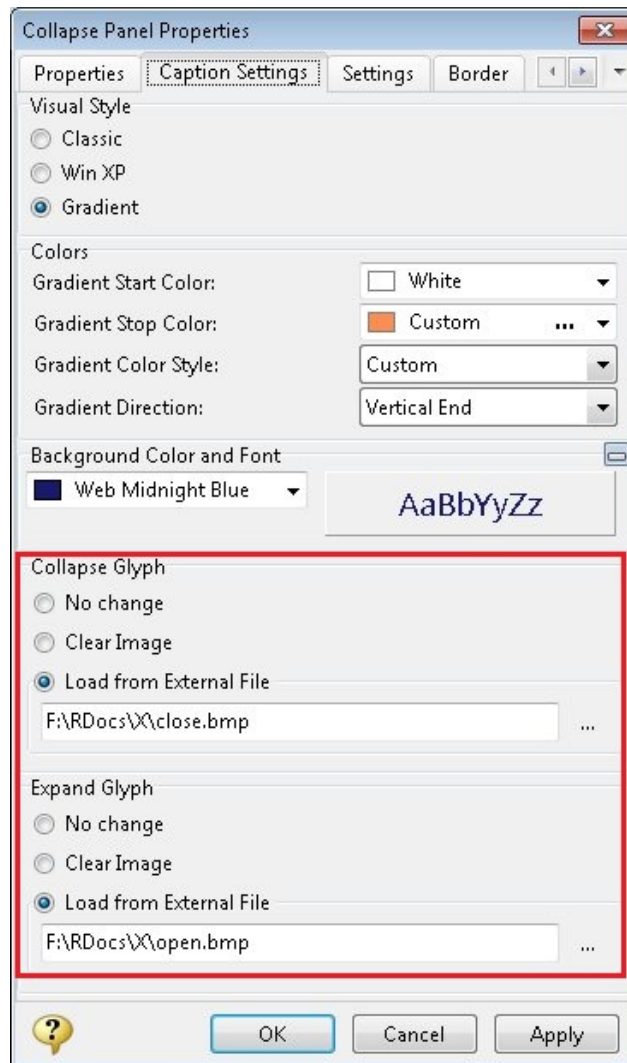 Collapse Panel Properties
Properties Caption Settings Settings Border
Visual Style
Classic
Win XP
Gradient
Colors
Gradient Start Color: White
Gradient Stop Color: Custom ...
Gradient Color Style: Custom
Gradient Direction: Vertical End
Background Color and Font
Web Midnight Blue AaBbYyZz
Collapse Glyph
No change
Clear Image
Load from External File
F:\RDocs\X\close.bmp ...
Expand Glyph
No change
Clear Image
Load from External File
F:\RDocs\X\open.bmp ...
? OK Cancel Apply